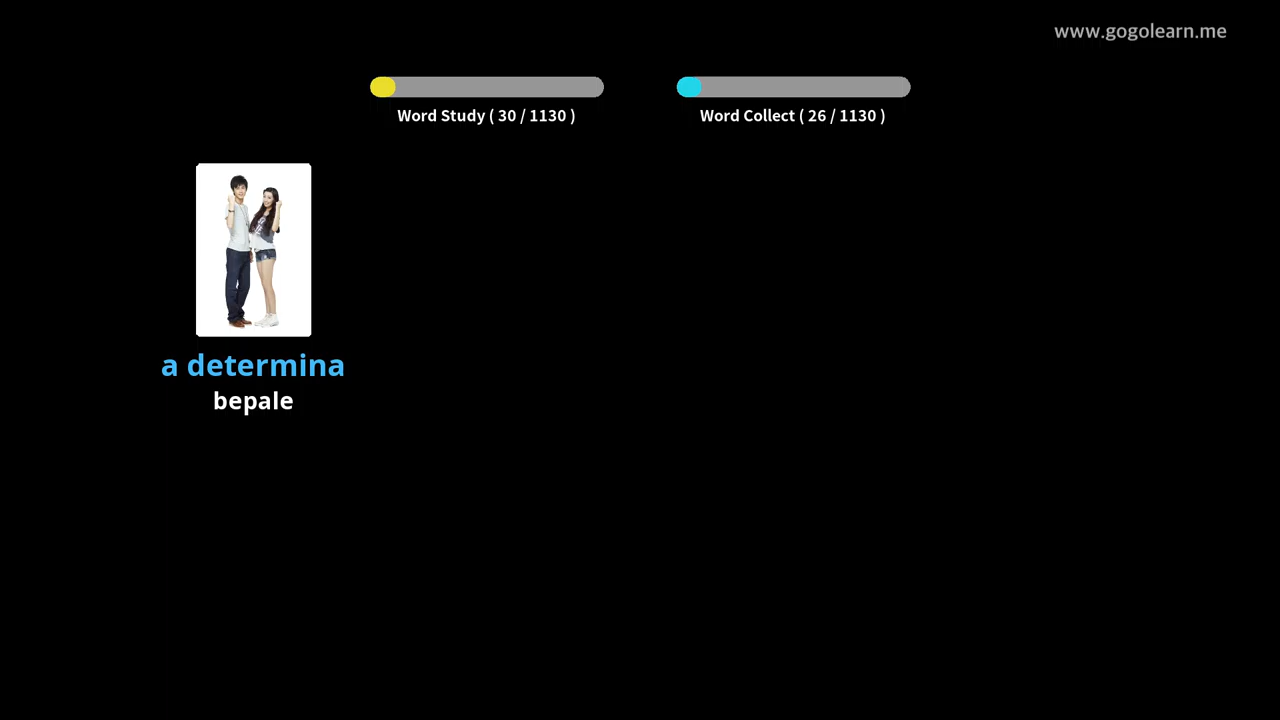 www.gogolearn.me
Word Study ( 30 / 1130 )
Word Collect ( 26 / 1130 )
a determina
bepale